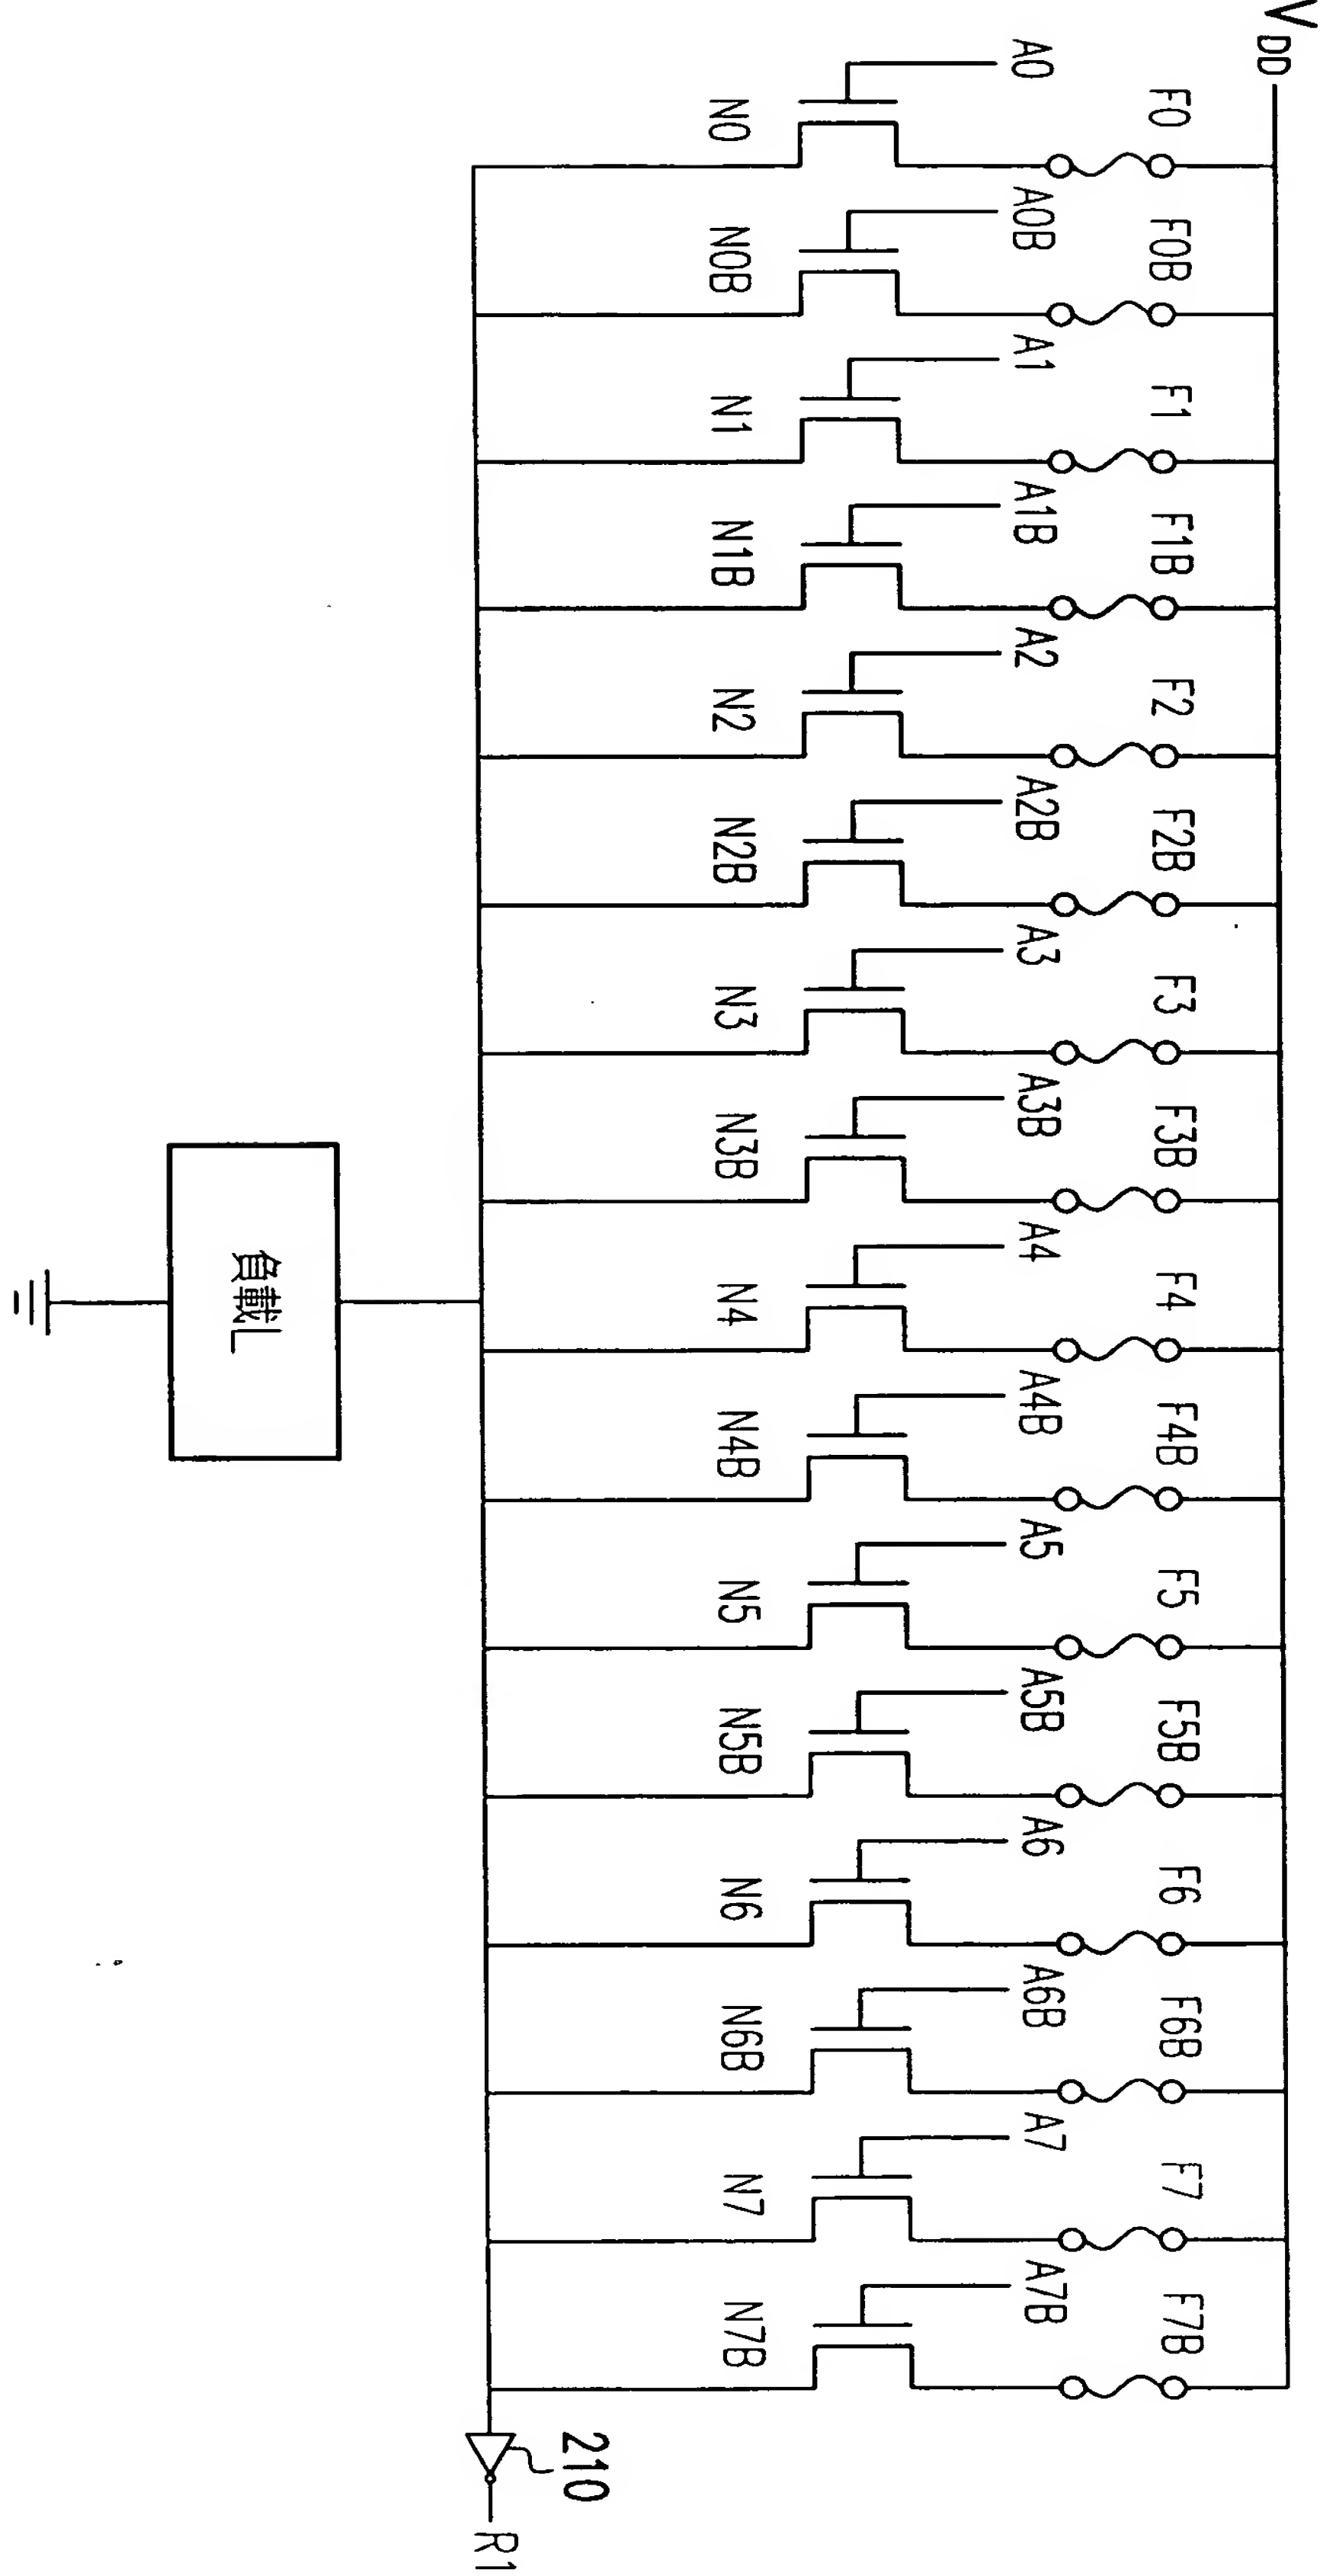 VDD
F0 F0B F1 F1B F2 F2B F3 F3B F4 F4B F5 F5B F6 F6B F7 F7B
A0 A0B A1 A1B A2 A2B A3 A3B A4 A4B A5 A5B A6 A6B A7 A7B
N0 N0B N1 N1B N2 N2B N3 N3B N4 N4B N5 N5B N6 N6B N7 N7B
210
R1
負載L